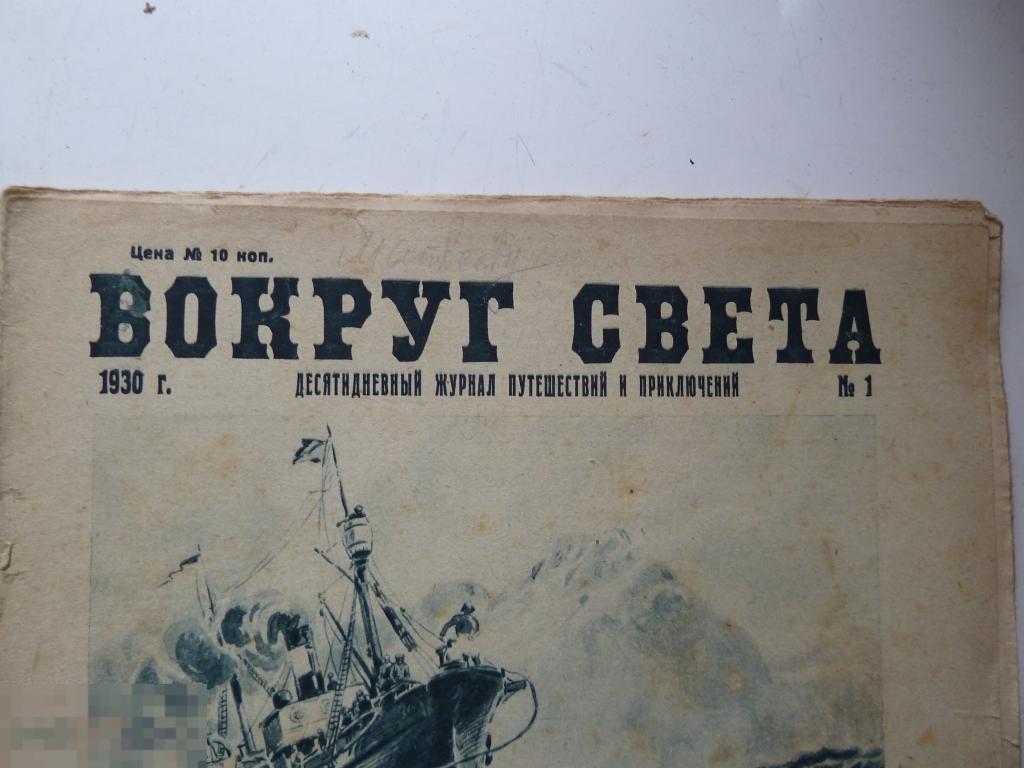 Цена № 10 коп.
ВОКРУГ СВЕТА
1930 г. ДЕСЯТИДНЕВНЫЙ ЖУРНАЛ ПУТЕШЕСТВИЙ И ПРИКЛЮЧЕНИЙ № 1